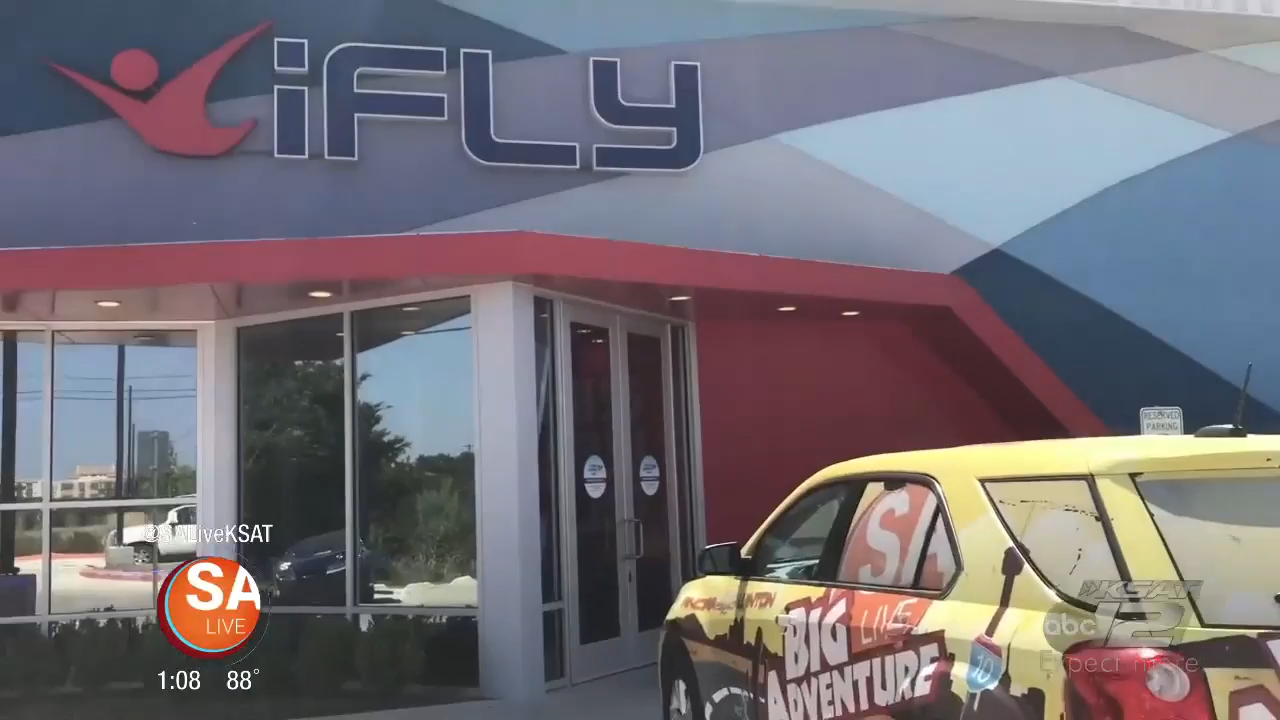 iFLY
RESERVED
PARKING
@SALiveKSAT
SA
LIVE
1:08 88°
SA
LIVE
BIG
ADVENTURE
KSAT
abc 12
Expect more